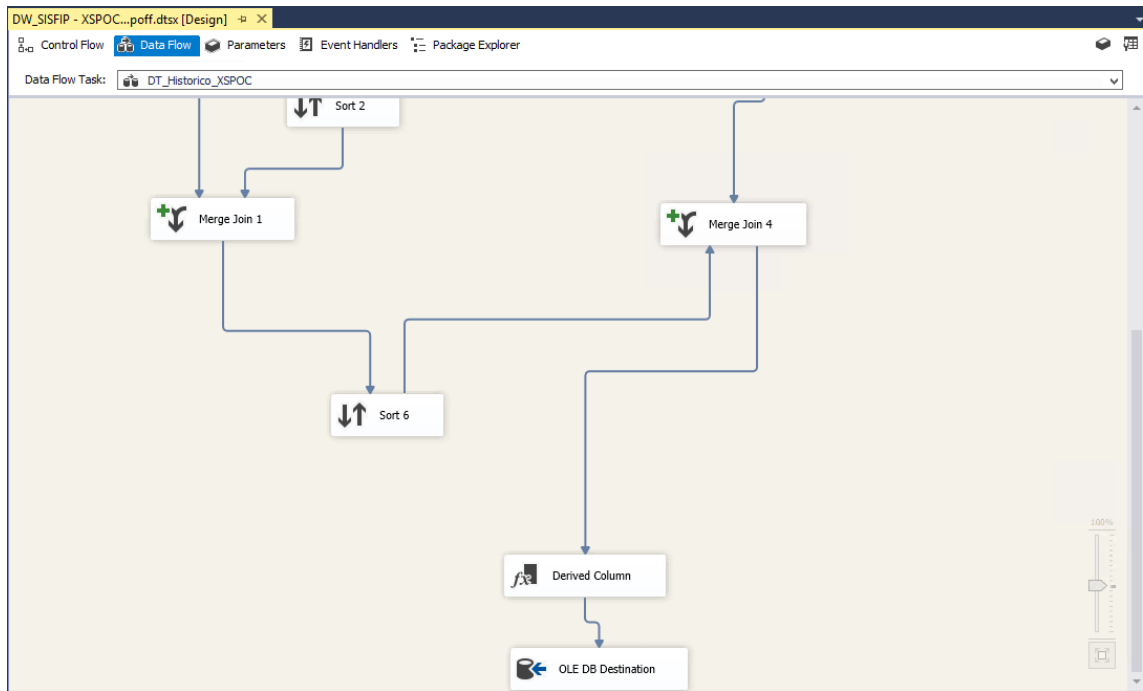 DW_SISFIP - XSPOC...poff.dtsx [Design]
Control Flow Data Flow Parameters Event Handlers Package Explorer
Data Flow Task: DT_Historico_XSPOC
Sort 2
Merge Join 1
Merge Join 4
Sort 6
100%
Derived Column
OLE DB Destination